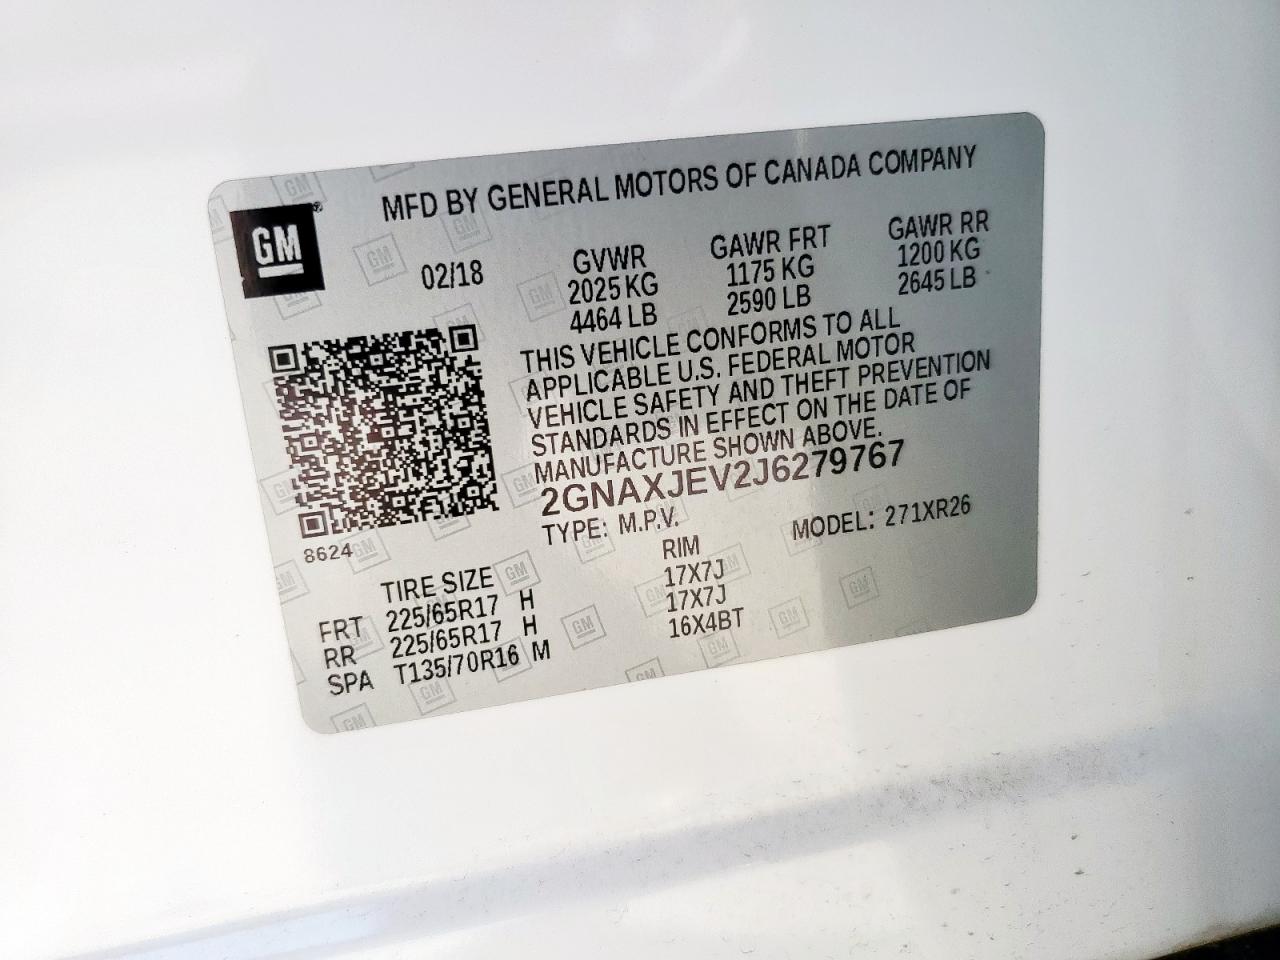 MFD BY GENERAL MOTORS OF CANADA COMPANY
GM®
02/18
GVWR GAWR FRT GAWR RR
2025 KG 1175 KG 1200 KG
4464 LB 2590 LB 2645 LB
THIS VEHICLE CONFORMS TO ALL
APPLICABLE U.S. FEDERAL MOTOR
VEHICLE SAFETY AND THEFT PREVENTION
STANDARDS IN EFFECT ON THE DATE OF
MANUFACTURE SHOWN ABOVE.
2GNAXJEV2J6279767
TYPE: M.P.V. MODEL: 271XR26
8624
TIRE SIZE RIM
FRT 225/65R17 H 17X7J
RR 225/65R17 H 17X7J
SPA T135/70R16 M 16X4BT